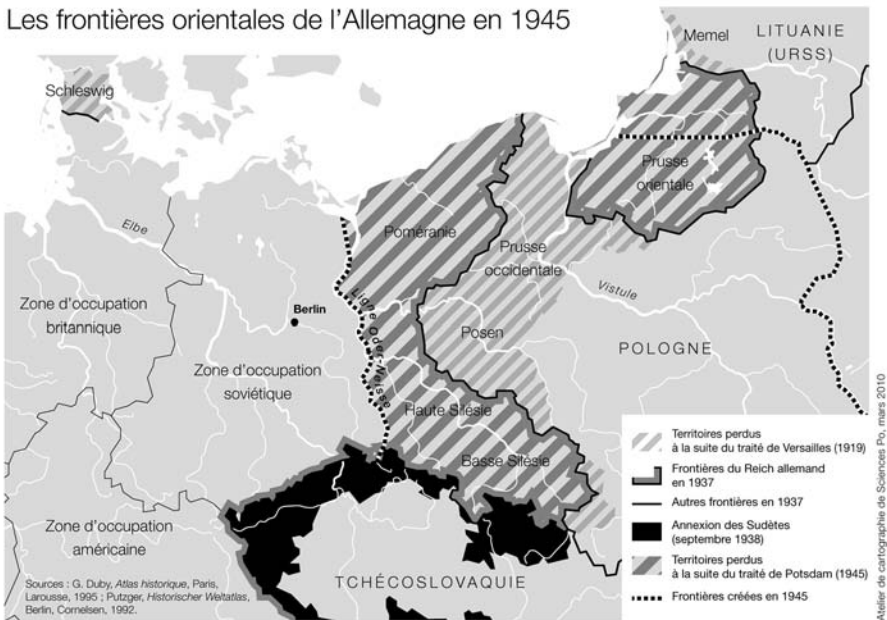 Les frontières orientales de l'Allemagne en 1945
Memel
LITUANIE
(URSS)
Schleswig
Prusse
orientale
Elbe
Poméranie
Prusse
occidentale
Vistule
Zone d'occupation
britannique
Berlin
Ligne Oder-Neisse
Posen
POLOGNE
Zone d'occupation
soviétique
Haute Silésie
Basse Silésie
Zone d'occupation
américaine
TCHÉCOSLOVAQUIE
Sources : G. Duby, Atlas historique, Paris,
Larousse, 1995 ; Putzger, Historischer Weltatlas,
Berlin, Cornelsen, 1992.
Territoires perdus
à la suite du traité de Versailles (1919)
Frontières du Reich allemand
en 1937
Autres frontières en 1937
Annexion des Sudètes
(septembre 1938)
Territoires perdus
à la suite du traité de Potsdam (1945)
Frontières créées en 1945
Atelier de cartographie de Sciences Po, mars 2010